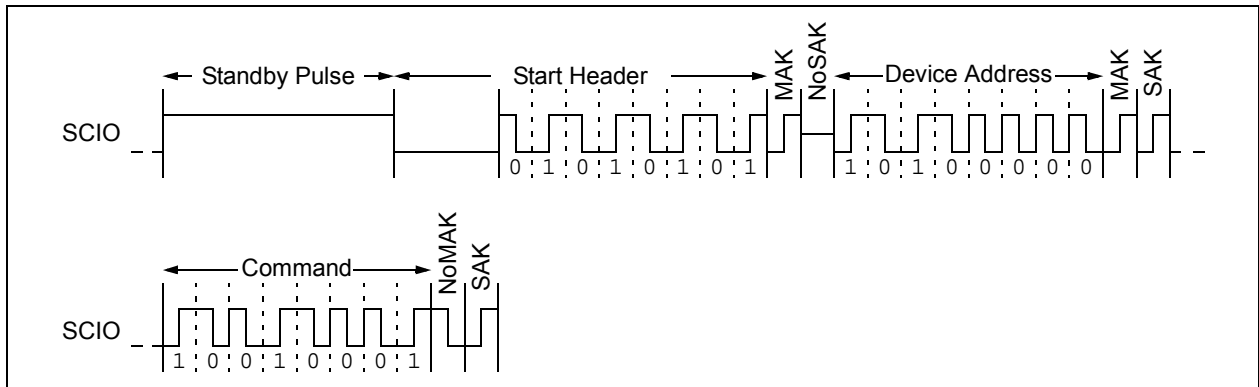 Standby Pulse Start Header MAK NoSAK Device Address MAK SAK
SCIO
0 1 0 1 0 1 0 1 1 0 1 0 0 0 0 0
Command NoMAK SAK
SCIO
1 0 0 1 0 0 0 1